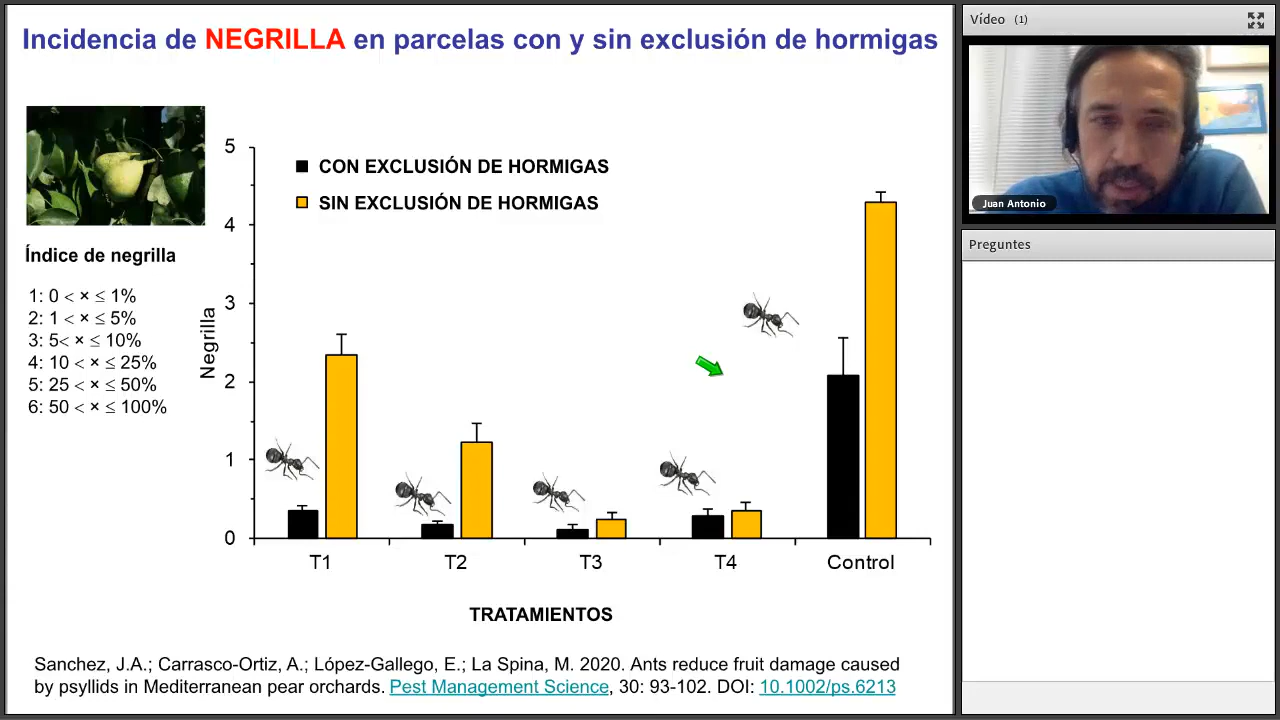 Incidencia de NEGRILLA en parcelas con y sin exclusión de hormigas
Índice de negrilla
1: 0 < × ≤ 1%
2: 1 < × ≤ 5%
3: 5< × ≤ 10%
4: 10 < × ≤ 25%
5: 25 < × ≤ 50%
6: 50 < × ≤ 100%
CON EXCLUSIÓN DE HORMIGAS
SIN EXCLUSIÓN DE HORMIGAS
Negrilla
5
4
3
2
1
0
T1 T2 T3 T4 Control
TRATAMIENTOS
Sanchez, J.A.; Carrasco-Ortiz, A.; López-Gallego, E.; La Spina, M. 2020. Ants reduce fruit damage caused
by psyllids in Mediterranean pear orchards. Pest Management Science, 30: 93-102. DOI: 10.1002/ps.6213
Vídeo (1)
Juan Antonio
Preguntes